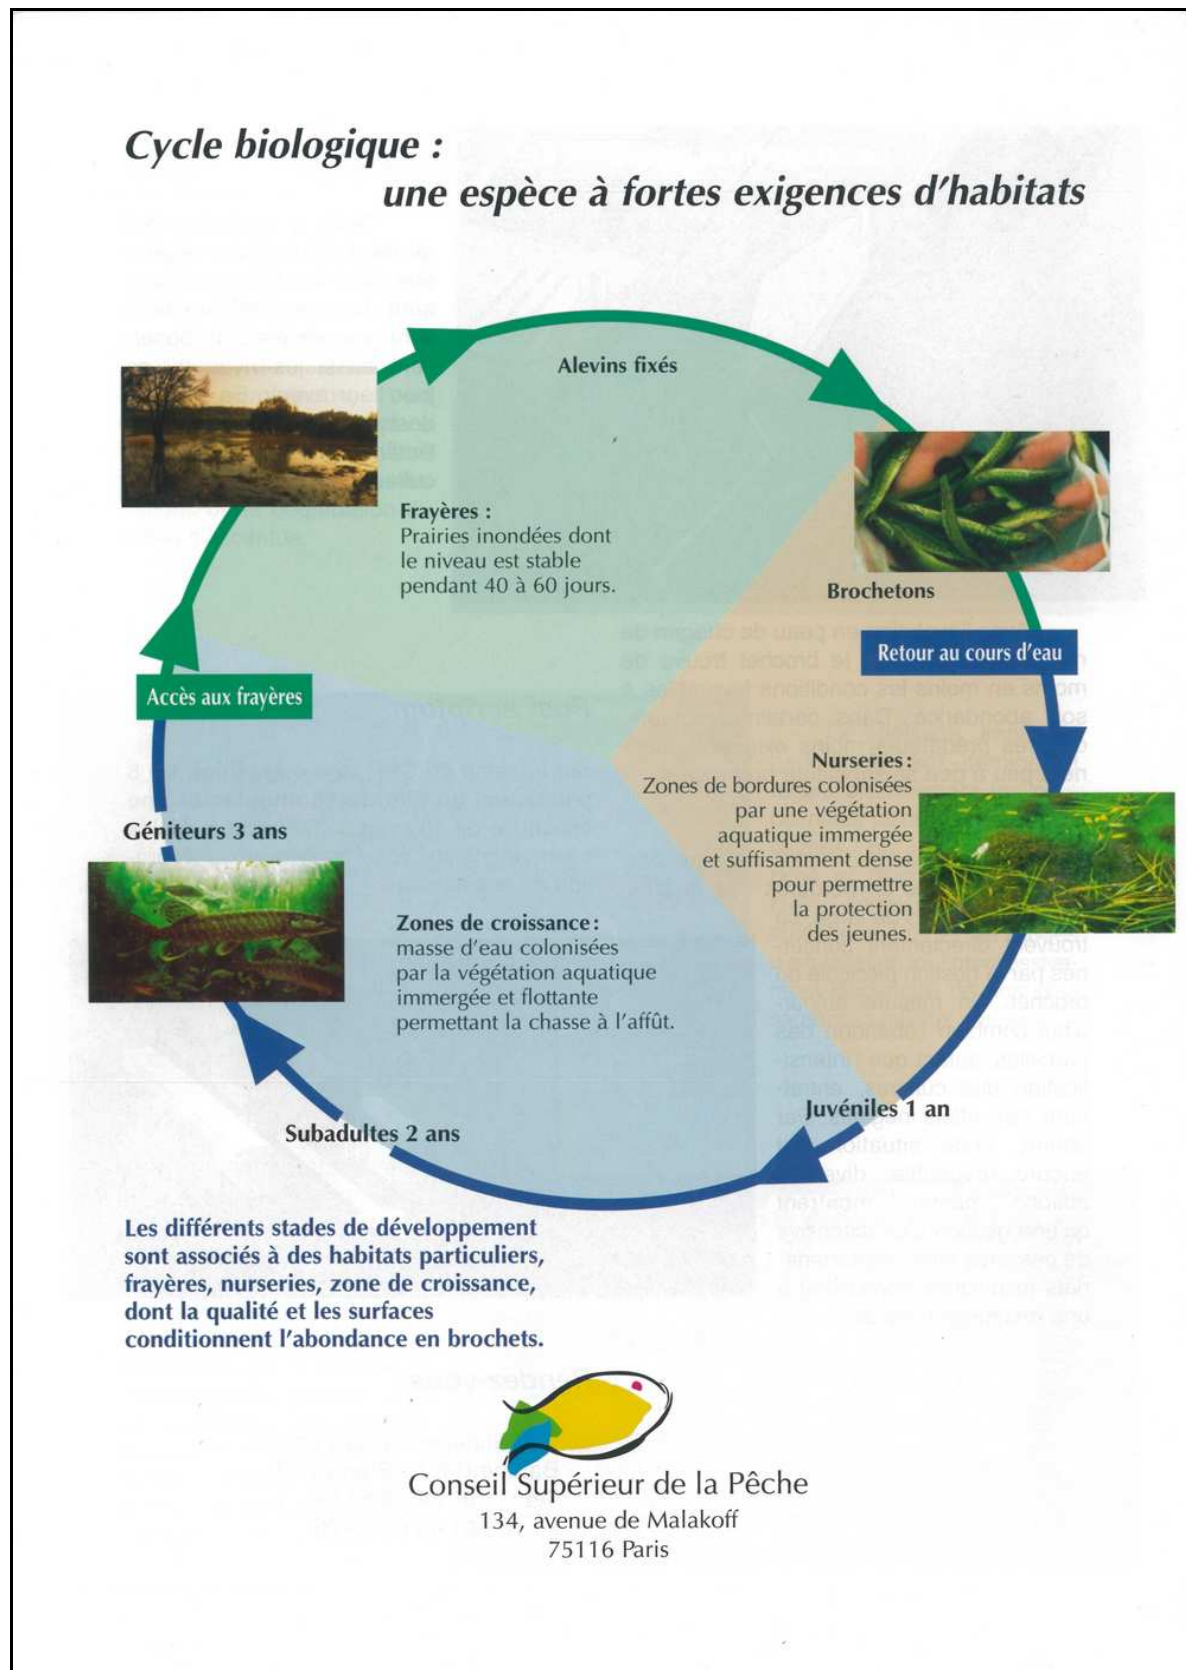 Cycle biologique :
une espèce à fortes exigences d'habitats
Alevins fixés
Frayères :
Prairies inondées dont
le niveau est stable
pendant 40 à 60 jours.
Brochetons
Retour au cours d'eau
Accès aux frayères
Nurseries :
Zones de bordures colonisées
par une végétation
aquatique immergée
et suffisamment dense
pour permettre
la protection
des jeunes.
Géniteurs 3 ans
Zones de croissance :
masse d'eau colonisées
par la végétation aquatique
immergée et flottante
permettant la chasse à l'affût.
Juvéniles 1 an
Subadultes 2 ans
Les différents stades de développement
sont associés à des habitats particuliers,
frayères, nurseries, zone de croissance,
dont la qualité et les surfaces
conditionnent l'abondance en brochets.
Conseil Supérieur de la Pêche
134, avenue de Malakoff
75116 Paris